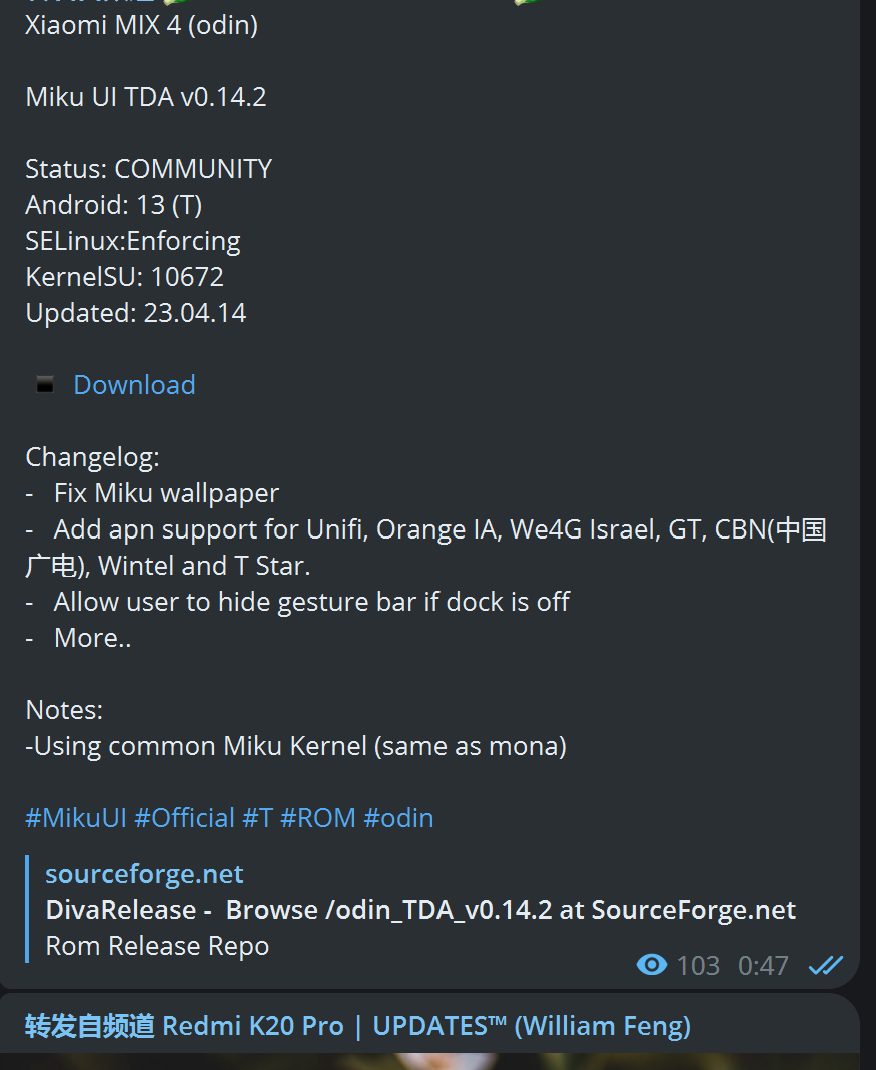 Xiaomi MIX 4 (odin)
Miku UI TDA v0.14.2
Status: COMMUNITY
Android: 13 (T)
SELinux:Enforcing
KernelSU: 10672
Updated: 23.04.14
Download
Changelog:
-   Fix Miku wallpaper
-   Add apn support for Unifi, Orange IA, We4G Israel, GT, CBN(中国
广电), Wintel and T Star.
-   Allow user to hide gesture bar if dock is off
-   More..
Notes:
-Using common Miku Kernel (same as mona)
#MikuUI #Official #T #ROM #odin
sourceforge.net
DivaRelease -  Browse /odin_TDA_v0.14.2 at SourceForge.net
Rom Release Repo
103 0:47
转发自频道 Redmi K20 Pro | UPDATES™ (William Feng)